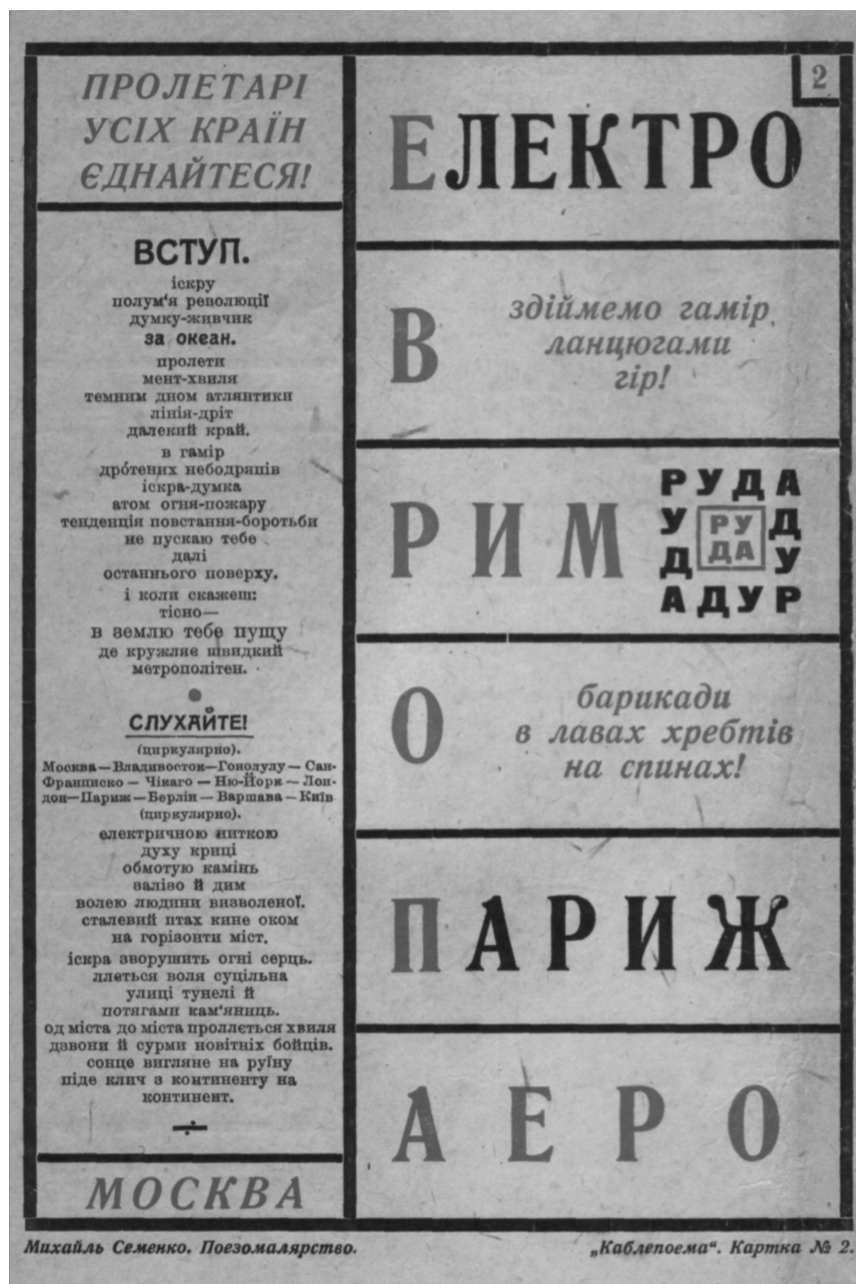 ПРОЛЕТАРІ
УСІХ КРАЇН
ЄДНАЙТЕСЯ!
ВСТУП.
іскру
полум'я революції
думку-живчик
за океан.
пролети
мент-хвиля
темним дном атлянтики
лінія-дріт
далекий край.
в гамір
дрótених небодряпів
іскра-думка
атом огня-пожару
тенденція повстання-боротьби
не пускаю тебе
далі
останнього поверху.
і коли скажеш:
тісно—
в землю тебе пущу
де кружляє швидкий
метрополітен.
СЛУХАЙТЕ!
(циркулярно).
Москва—Владивосток—Гонолулу—Сан-
Франциско — Чікаго — Ню-Йорк — Лон-
дон—Париж—Берлін—Варшава—Київ
(циркулярно).
електричною ниткою
духу криці
обмотую камінь
залізо й дим
волею людини визволеної.
сталевий птах кине оком
на горізонти міст.
іскра зворушить огні серць.
ллеться воля суцільна
улиці тунелі й
потягами кам'яниць.
од міста до міста проллється хвиля
дзвони й сурми новітніх бойців.
сонце вигляне на руїну
піде клич з континенту на
континент.
МОСКВА
2
ЕЛЕКТРО
В
здіймемо гамір
ланцюгами
гір!
РИМ
РУДА
У РУ Д
Д ДА У
АДУР
О
барикади
в лавах хребтів
на спинах!
ПАРИЖ
АЕРО
Михайль Семенко. Поезомалярство.
„Каблепоема“. Картка № 2.